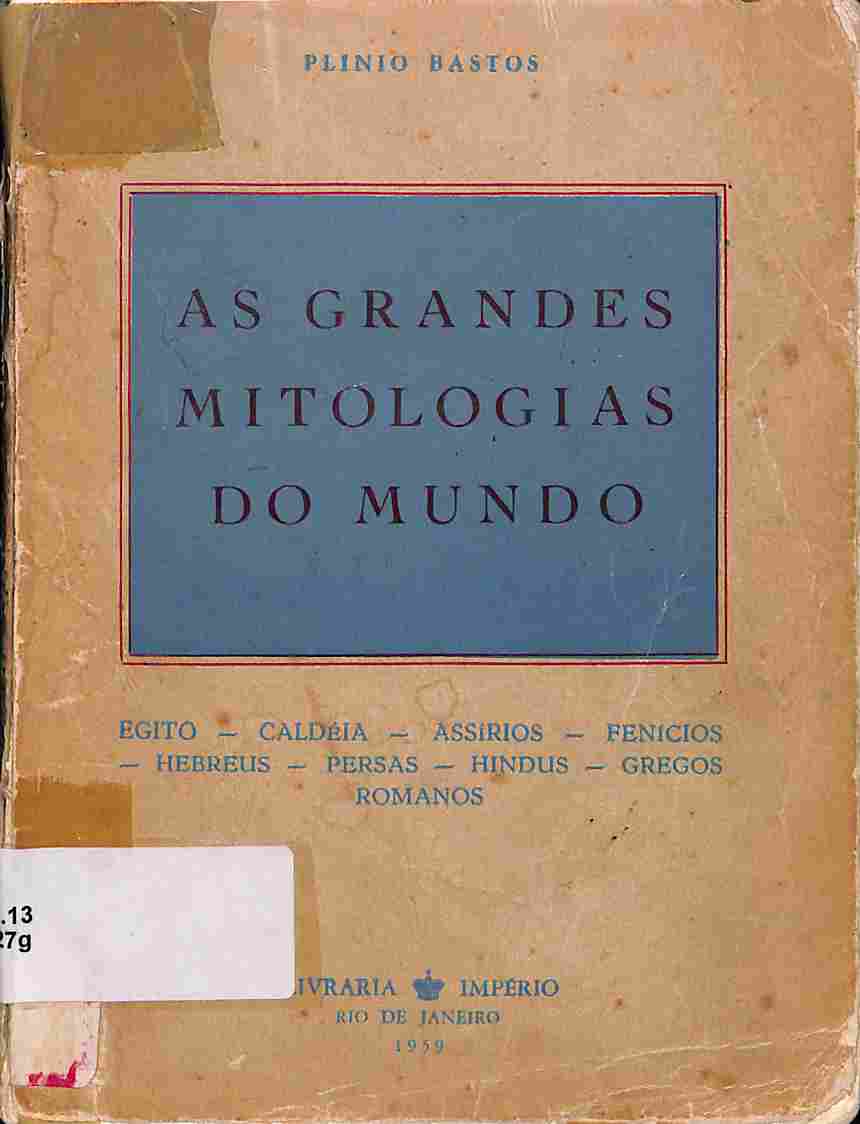 PLINIO BASTOS
AS GRANDES
MITOLOGIAS
DO MUNDO
EGITO — CALDÉIA — ASSÍRIOS — FENÍCIOS
— HEBREUS — PERSAS — HINDUS — GREGOS
ROMANOS
.13
27g
IVRARIA IMPÉRIO
RIO DE JANEIRO
1959